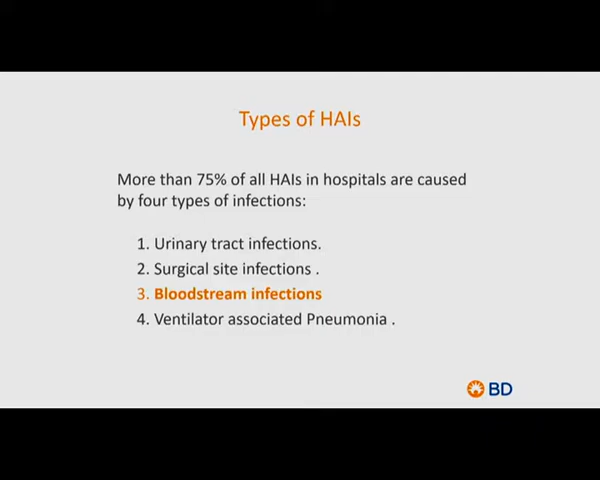 Types of HAIs
More than 75% of all HAIs in hospitals are caused
by four types of infections:
1. Urinary tract infections.
2. Surgical site infections .
3. Bloodstream infections
4. Ventilator associated Pneumonia .
BD